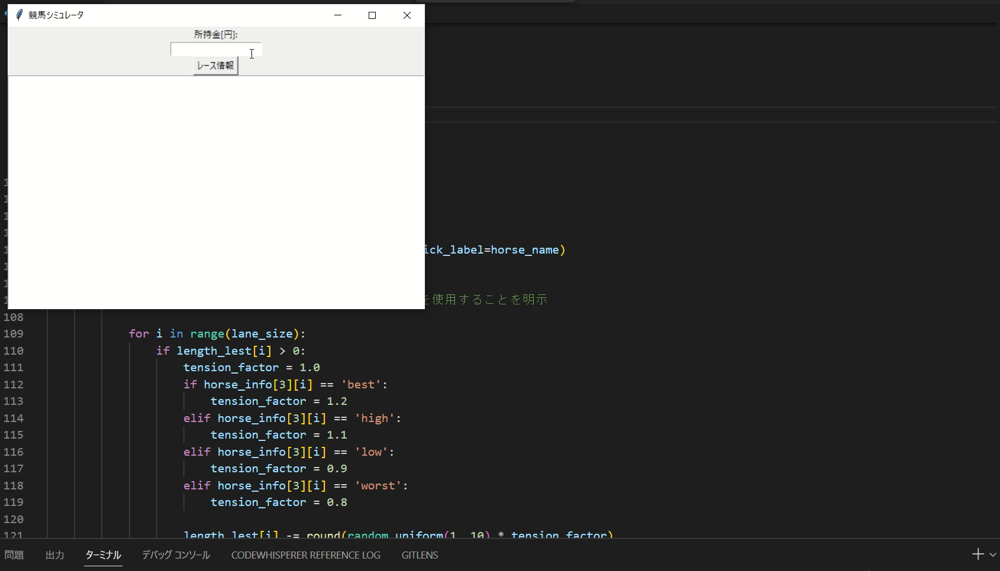 競馬シミュレータ
所持金[円]:
レース情報
ick_label=horse_name)
を使用することを明示
108
109 for i in range(lane_size):
110 if length_lest[i] > 0:
111 tension_factor = 1.0
112 if horse_info[3][i] == 'best':
113 tension_factor = 1.2
114 elif horse_info[3][i] == 'high':
115 tension_factor = 1.1
116 elif horse_info[3][i] == 'low':
117 tension_factor = 0.9
118 elif horse_info[3][i] == 'worst':
119 tension_factor = 0.8
120
121 length_lest[i] -= round(random.uniform(1, 10) * tension_factor)
問題 出力 ターミナル デバッグ コンソール CODEWHISPERER REFERENCE LOG GITLENS